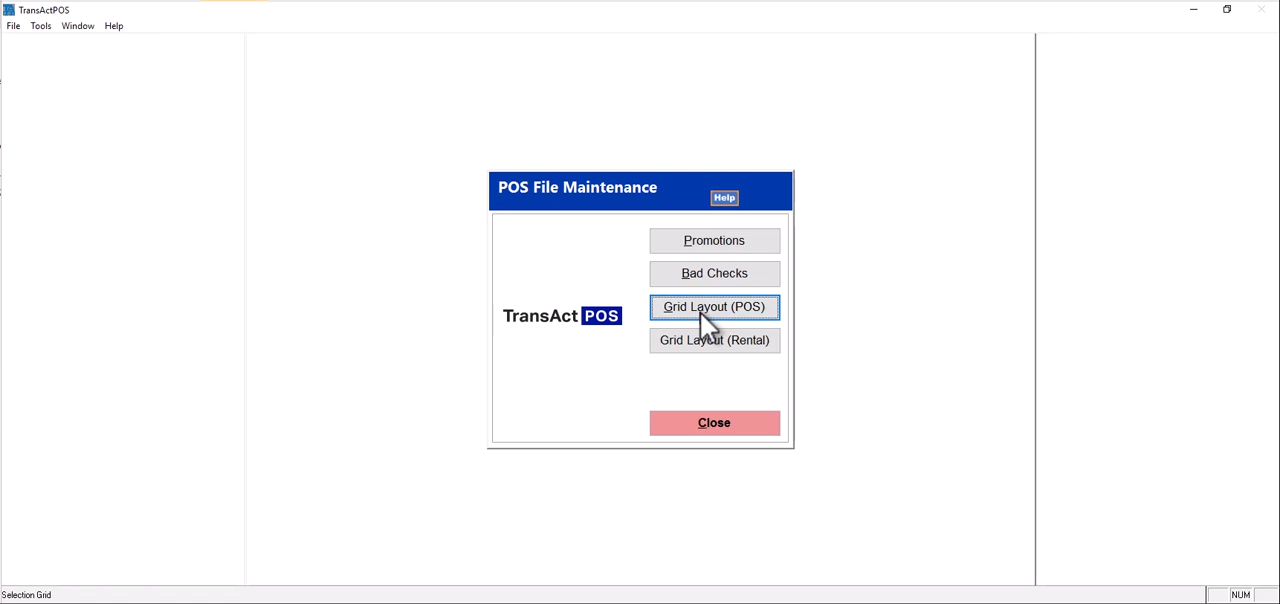 TransActPOS
File Tools Window Help
POS File Maintenance
Help
Promotions
Bad Checks
Grid Layout (POS)
TransAct POS
Grid Layout (Rental)
Close
Selection Grid
NUM